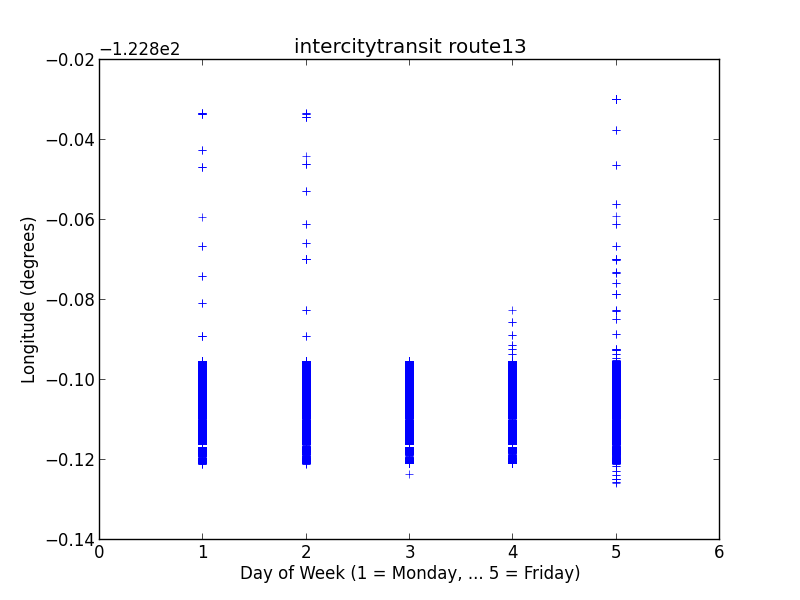 intercitytransit route13
−1.228e2
−0.02
−0.04
−0.06
−0.08
−0.10
−0.12
−0.14
Longitude (degrees)
0 1 2 3 4 5 6
Day of Week (1 = Monday, ... 5 = Friday)